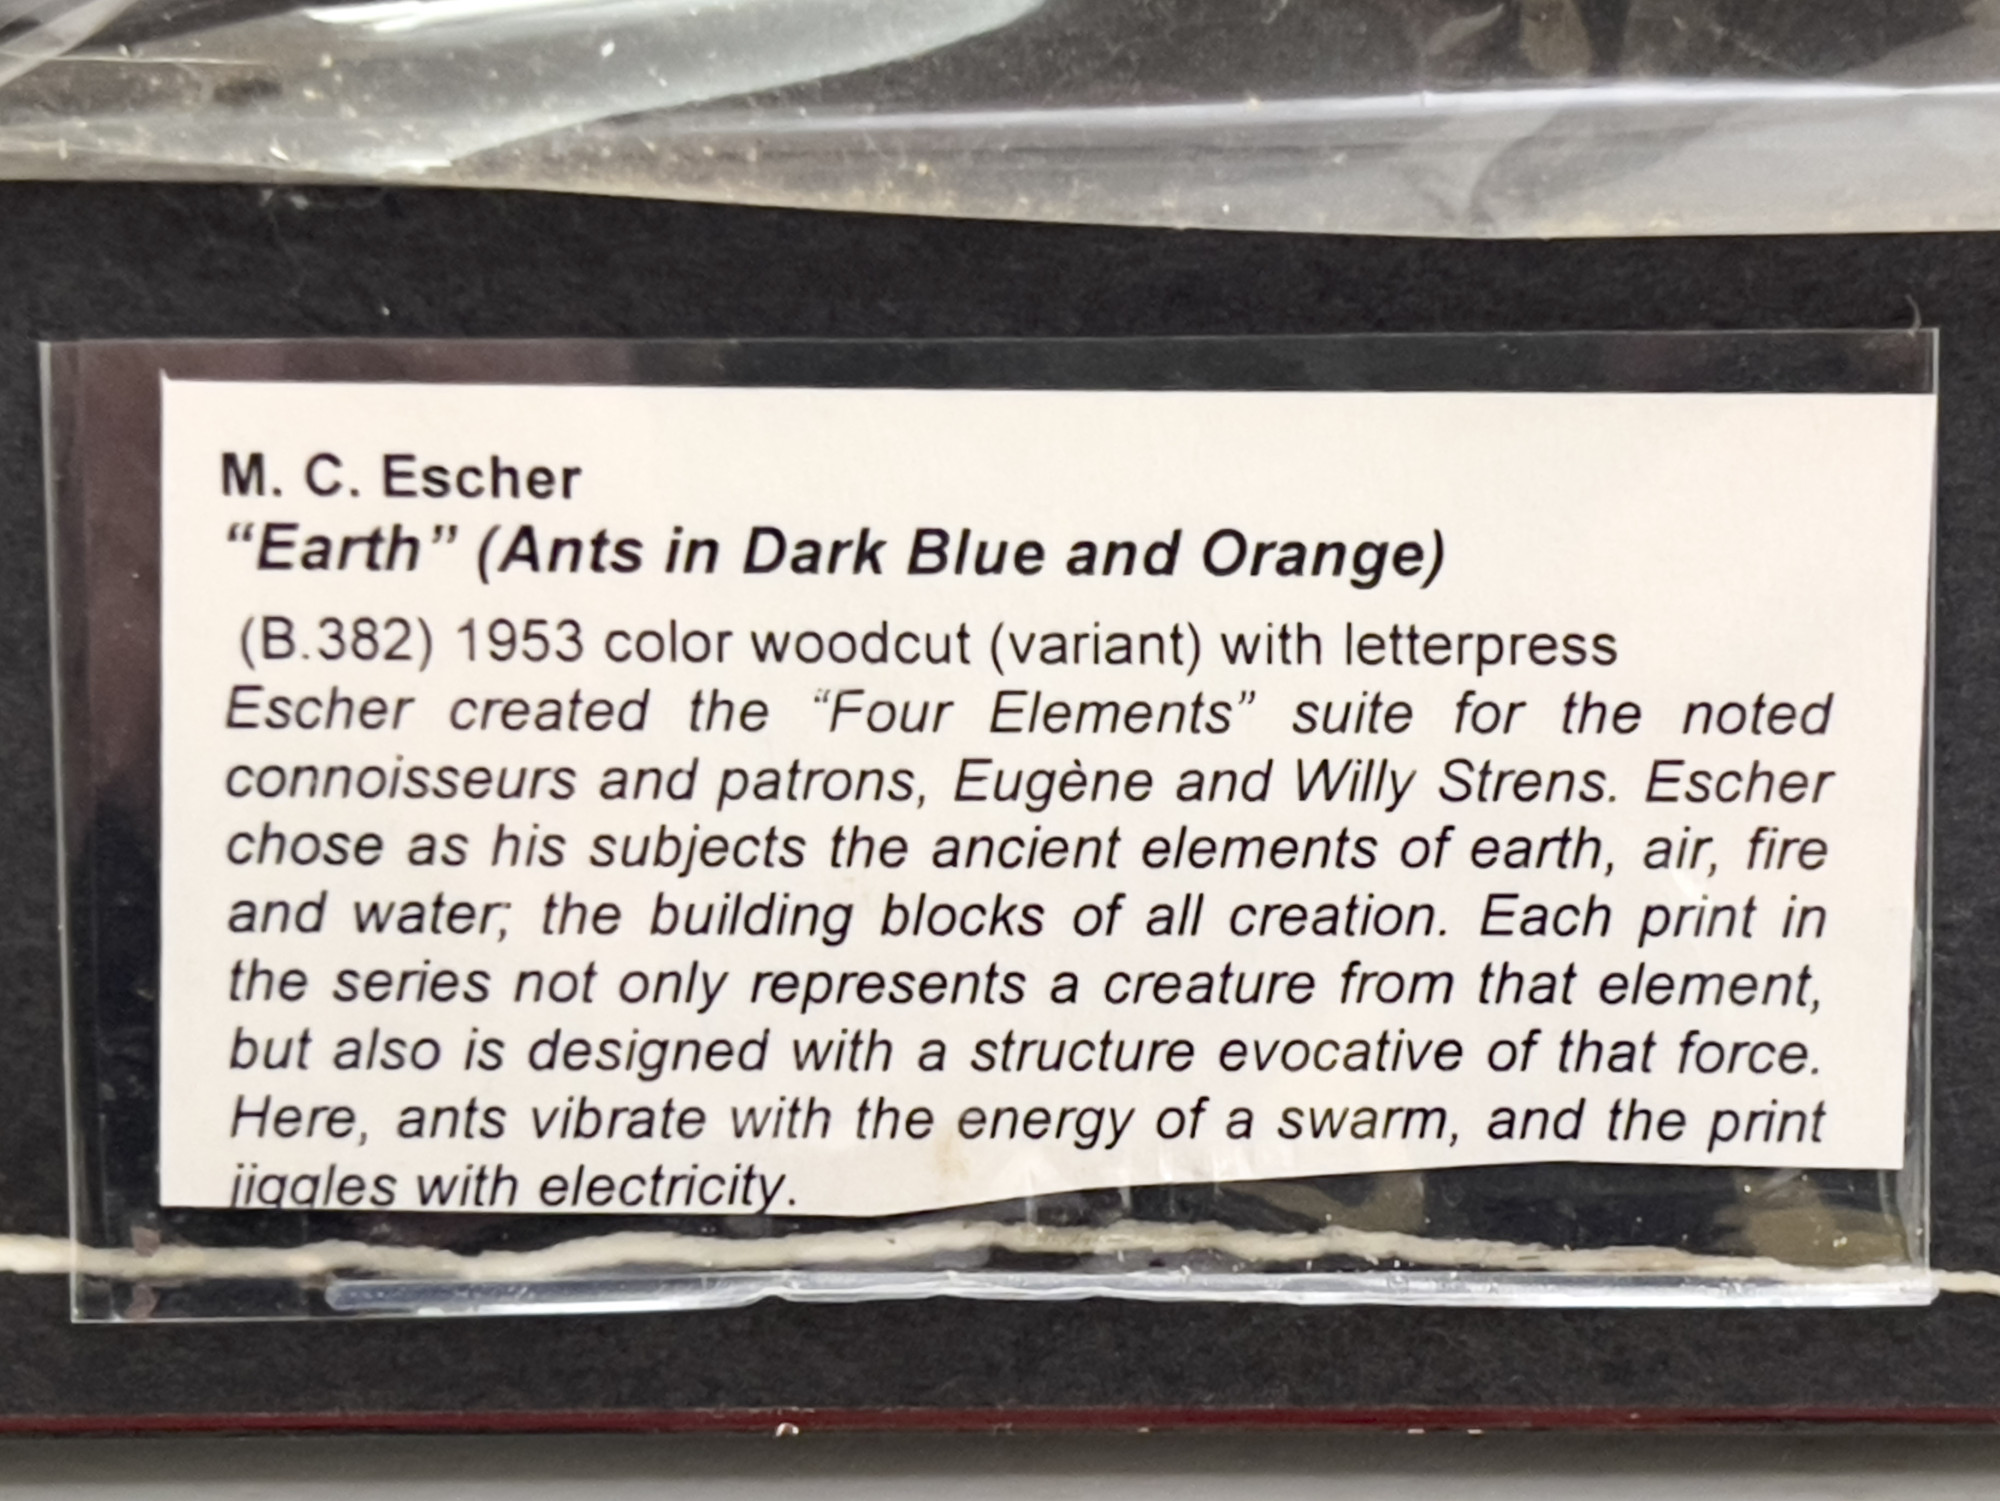 M. C. Escher
“Earth” (Ants in Dark Blue and Orange)
(B.382) 1953 color woodcut (variant) with letterpress
Escher created the “Four Elements” suite for the noted
connoisseurs and patrons, Eugène and Willy Strens. Escher
chose as his subjects the ancient elements of earth, air, fire
and water; the building blocks of all creation. Each print in
the series not only represents a creature from that element,
but also is designed with a structure evocative of that force.
Here, ants vibrate with the energy of a swarm, and the print
jiggles with electricity.